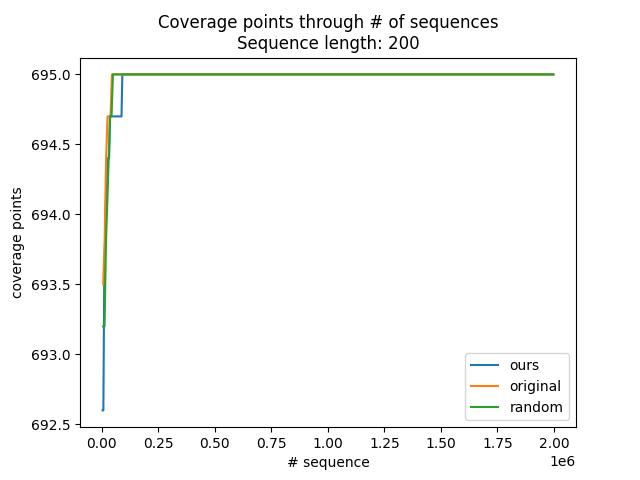 Coverage points through # of sequences
Sequence length: 200
coverage points
695.0
694.5
694.0
693.5
693.0
692.5
0.00 0.25 0.50 0.75 1.00 1.25 1.50 1.75 2.00
1e6
# sequence
ours
original
random